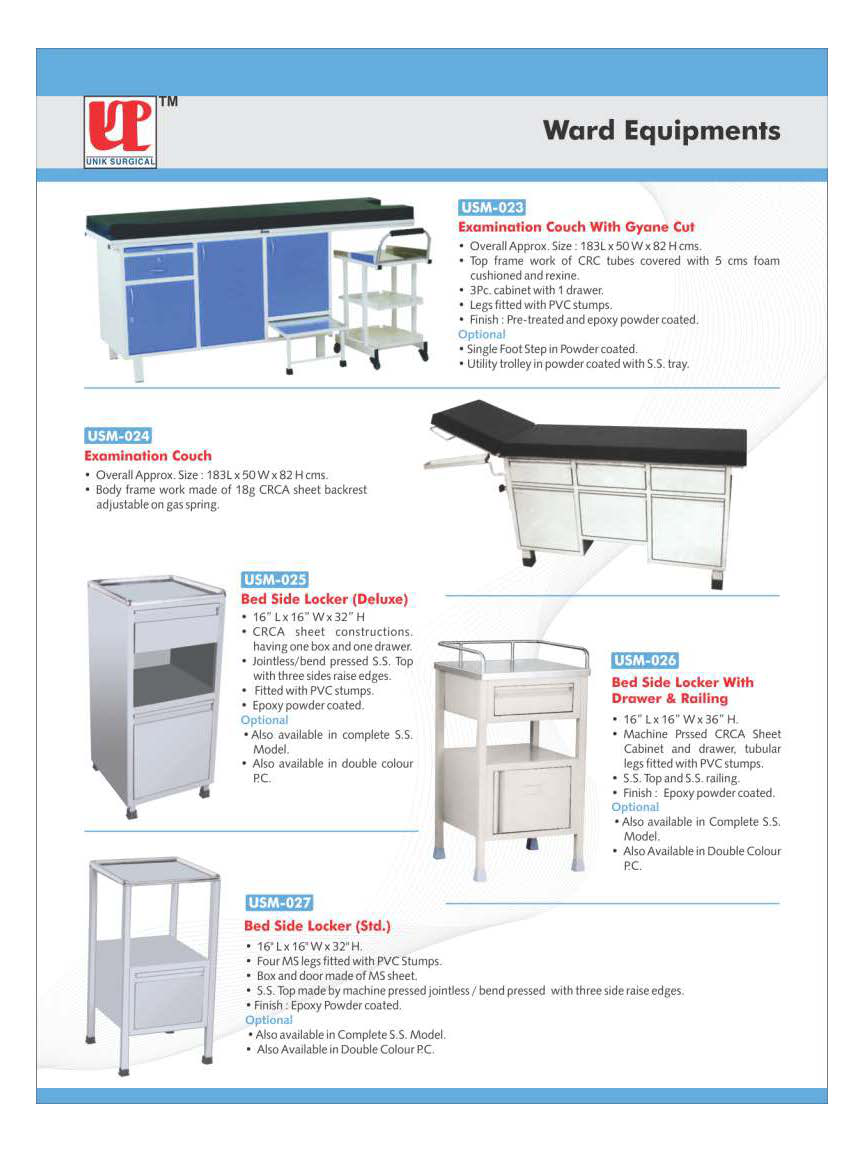 UP
TM
UNIK SURGICAL
Ward Equipments
USM-023
Examination Couch With Gyane Cut
• Overall Approx. Size : 183L x 50 W x 82 H cms.
• Top frame work of CRC tubes covered with 5 cms foam
cushioned and rexine.
• 3Pc. cabinet with 1 drawer.
• Legs fitted with PVC stumps.
• Finish : Pre-treated and epoxy powder coated.
Optional
• Single Foot Step in Powder coated.
• Utility trolley in powder coated with S.S. tray.
USM-024
Examination Couch
• Overall Approx. Size : 183L x 50 W x 82 H cms.
• Body frame work made of 18g CRCA sheet backrest
adjustable on gas spring.
USM-025
Bed Side Locker (Deluxe)
• 16” L x 16” W x 32” H
• CRCA sheet constructions.
having one box and one drawer.
• Jointless/bend pressed S.S. Top
with three sides raise edges.
• Fitted with PVC stumps.
• Epoxy powder coated.
Optional
• Also available in complete S.S.
Model.
• Also available in double colour
P.C.
USM-026
Bed Side Locker With
Drawer & Railing
• 16” L x 16” W x 36” H.
• Machine Prssed CRCA Sheet
Cabinet and drawer, tubular
legs fitted with PVC stumps.
• S.S. Top and S.S. railing.
• Finish : Epoxy powder coated.
Optional
• Also available in Complete S.S.
Model.
• Also Available in Double Colour
P.C.
USM-027
Bed Side Locker (Std.)
• 16" L x 16" W x 32" H.
• Four MS legs fitted with PVC Stumps.
• Box and door made of MS sheet.
• S.S. Top made by machine pressed jointless / bend pressed with three side raise edges.
• Finish : Epoxy Powder coated.
Optional
• Also available in Complete S.S. Model.
• Also Available in Double Colour P.C.